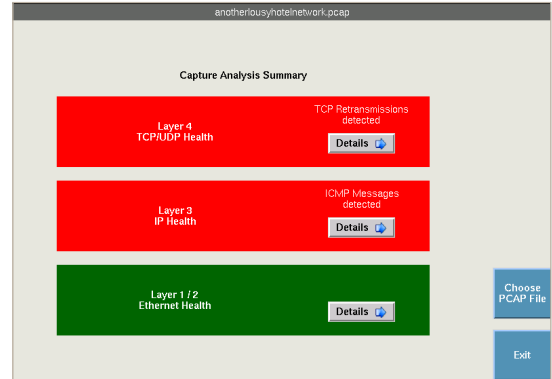 anotherlousyhotelnetwork.pcap
Capture Analysis Summary
Layer 4
TCP/UDP Health
TCP Retransmissions
detected
Details
Layer 3
IP Health
ICMP Messages
detected
Details
Layer 1 / 2
Ethernet Health
Details
Choose
PCAP File
Exit